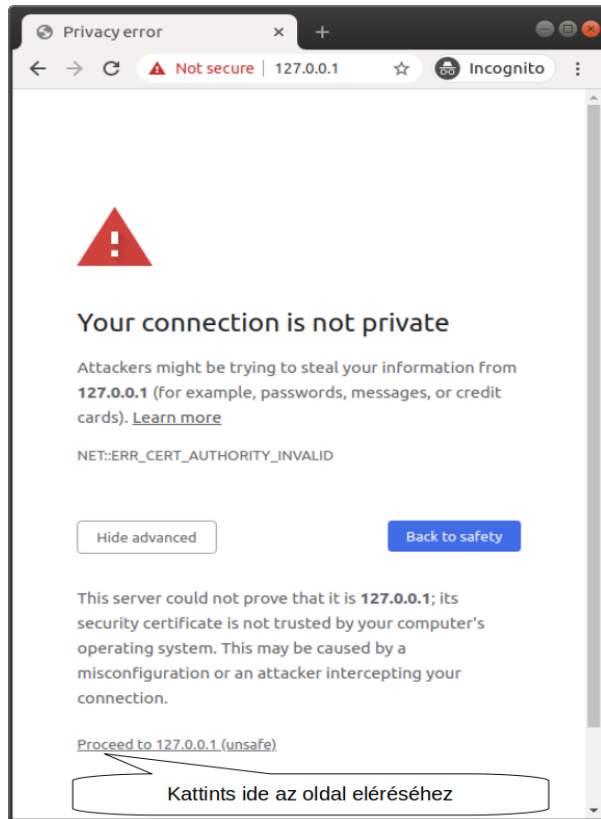 Privacy error
Not secure | 127.0.0.1 Incognito
Your connection is not private
Attackers might be trying to steal your information from
127.0.0.1 (for example, passwords, messages, or credit
cards). Learn more
NET::ERR_CERT_AUTHORITY_INVALID
Hide advanced Back to safety
This server could not prove that it is 127.0.0.1; its
security certificate is not trusted by your computer's
operating system. This may be caused by a
misconfiguration or an attacker intercepting your
connection.
Proceed to 127.0.0.1 (unsafe)
Kattints ide az oldal eléréséhez